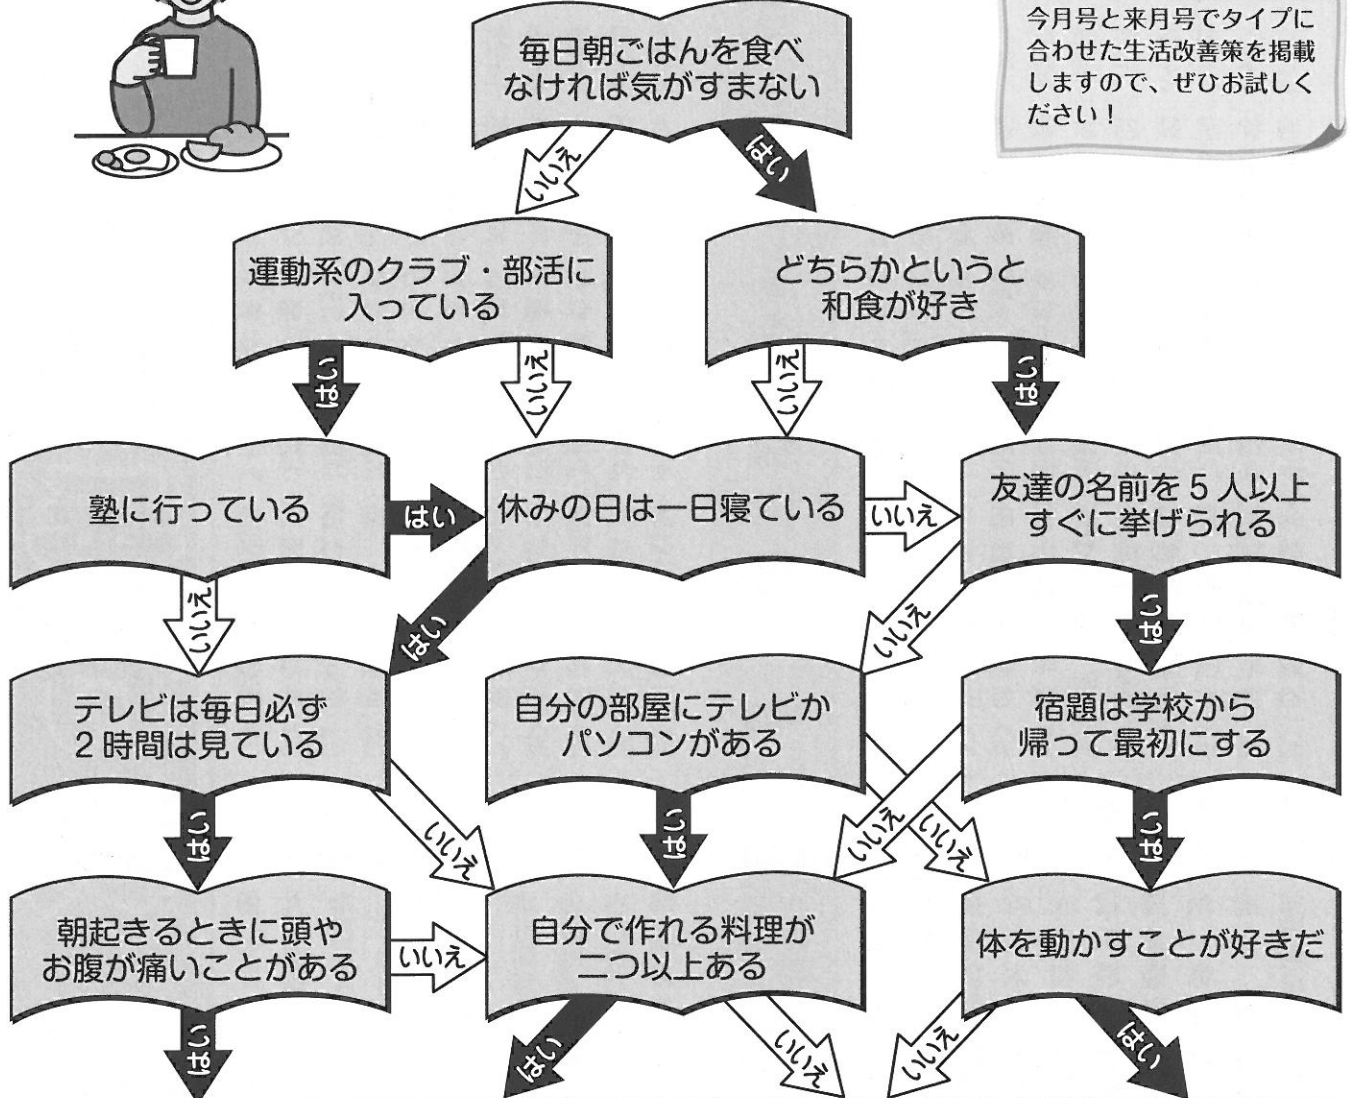 今月号と来月号でタイプに
合わせた生活改善策を掲載
しますので、ぜひお試しく
ださい！
毎日朝ごはんを食べ
なければ気がすまない
いいえ
はい
運動系のクラブ・部活に
入っている
どちらかというと
和食が好き
はい
いいえ
いいえ
はい
塾に行っている
はい
休みの日は一日寝ている
いいえ
友達の名前を5人以上
すぐに挙げられる
いいえ
はい
いいえ
はい
テレビは毎日必ず
2時間は見ている
自分の部屋にテレビか
パソコンがある
宿題は学校から
帰って最初にする
はい
いいえ
はい
いいえ
いいえ
はい
朝起きるときに頭や
お腹が痛いことがある
いいえ
自分で作れる料理が
二つ以上ある
体を動かすことが好きだ
はい
はい
いいえ
いいえ
はい